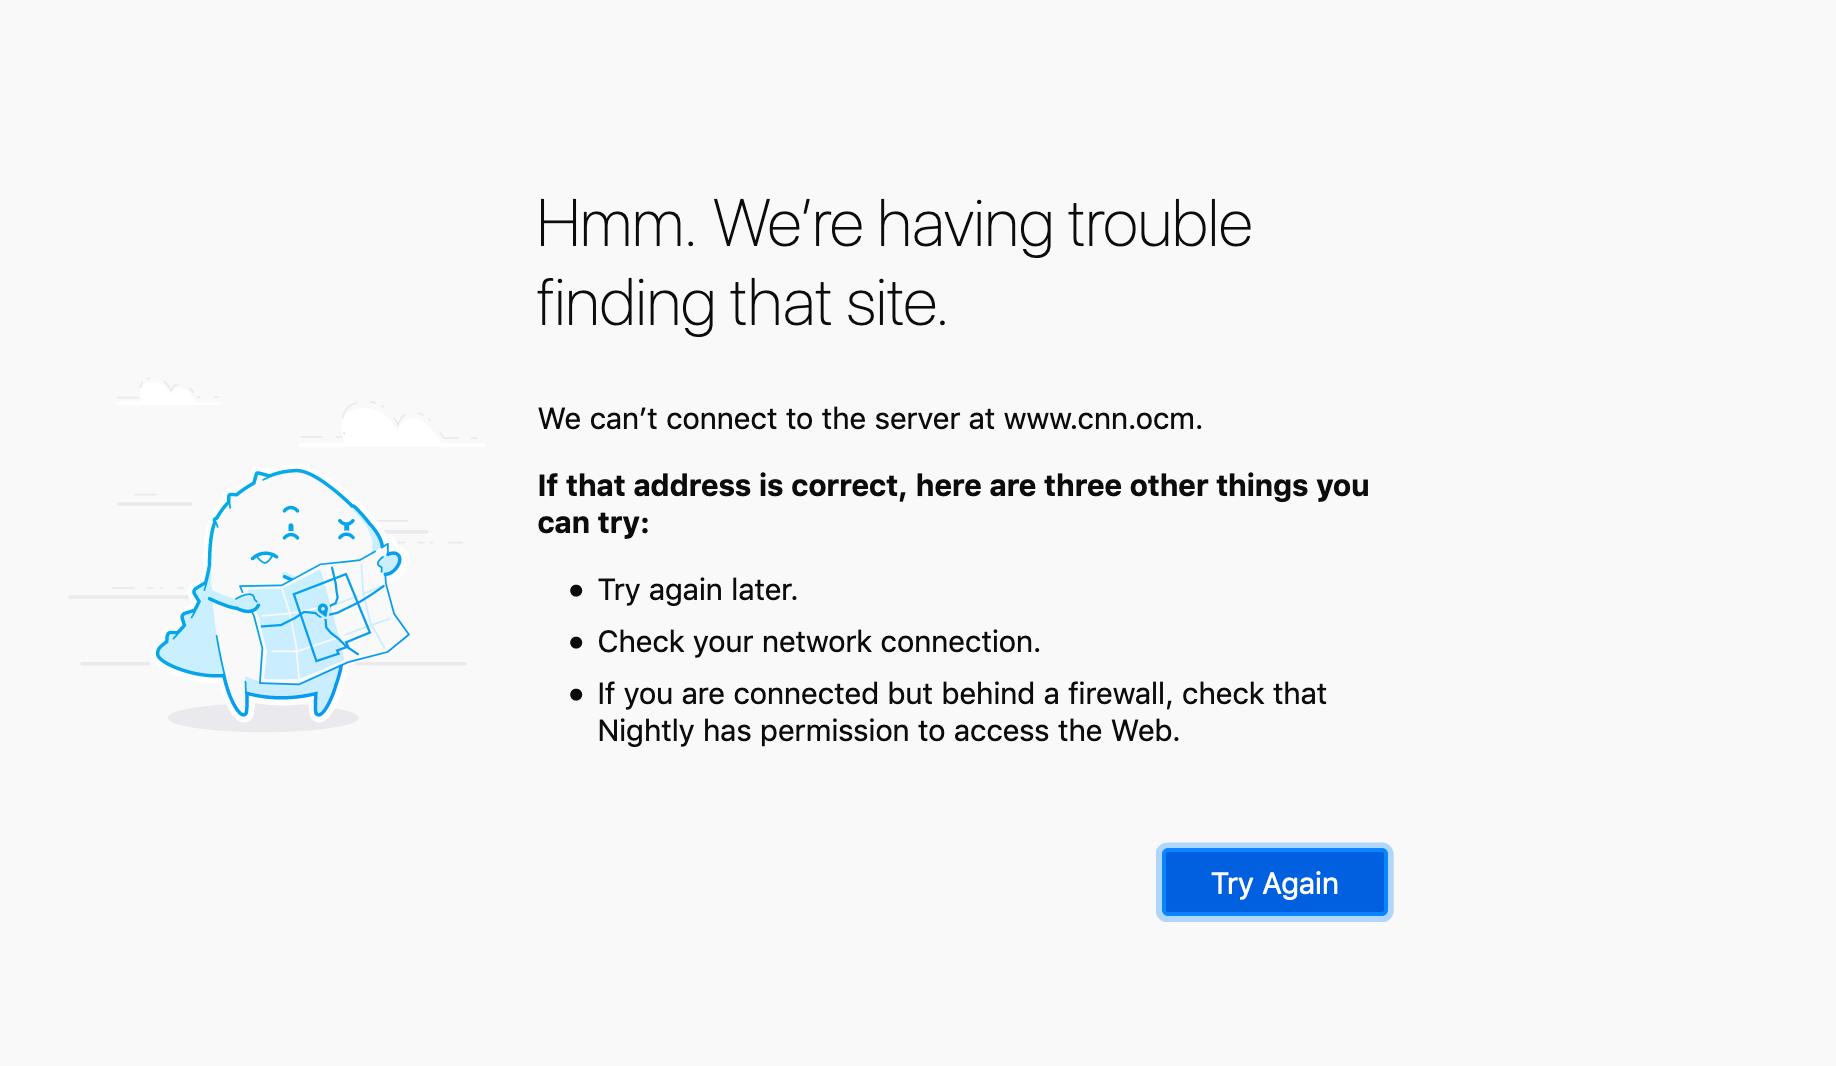 Hmm. We’re having trouble
finding that site.
We can’t connect to the server at www.cnn.ocm.
If that address is correct, here are three other things you
can try:
• Try again later.
• Check your network connection.
• If you are connected but behind a firewall, check that
Nightly has permission to access the Web.
Try Again